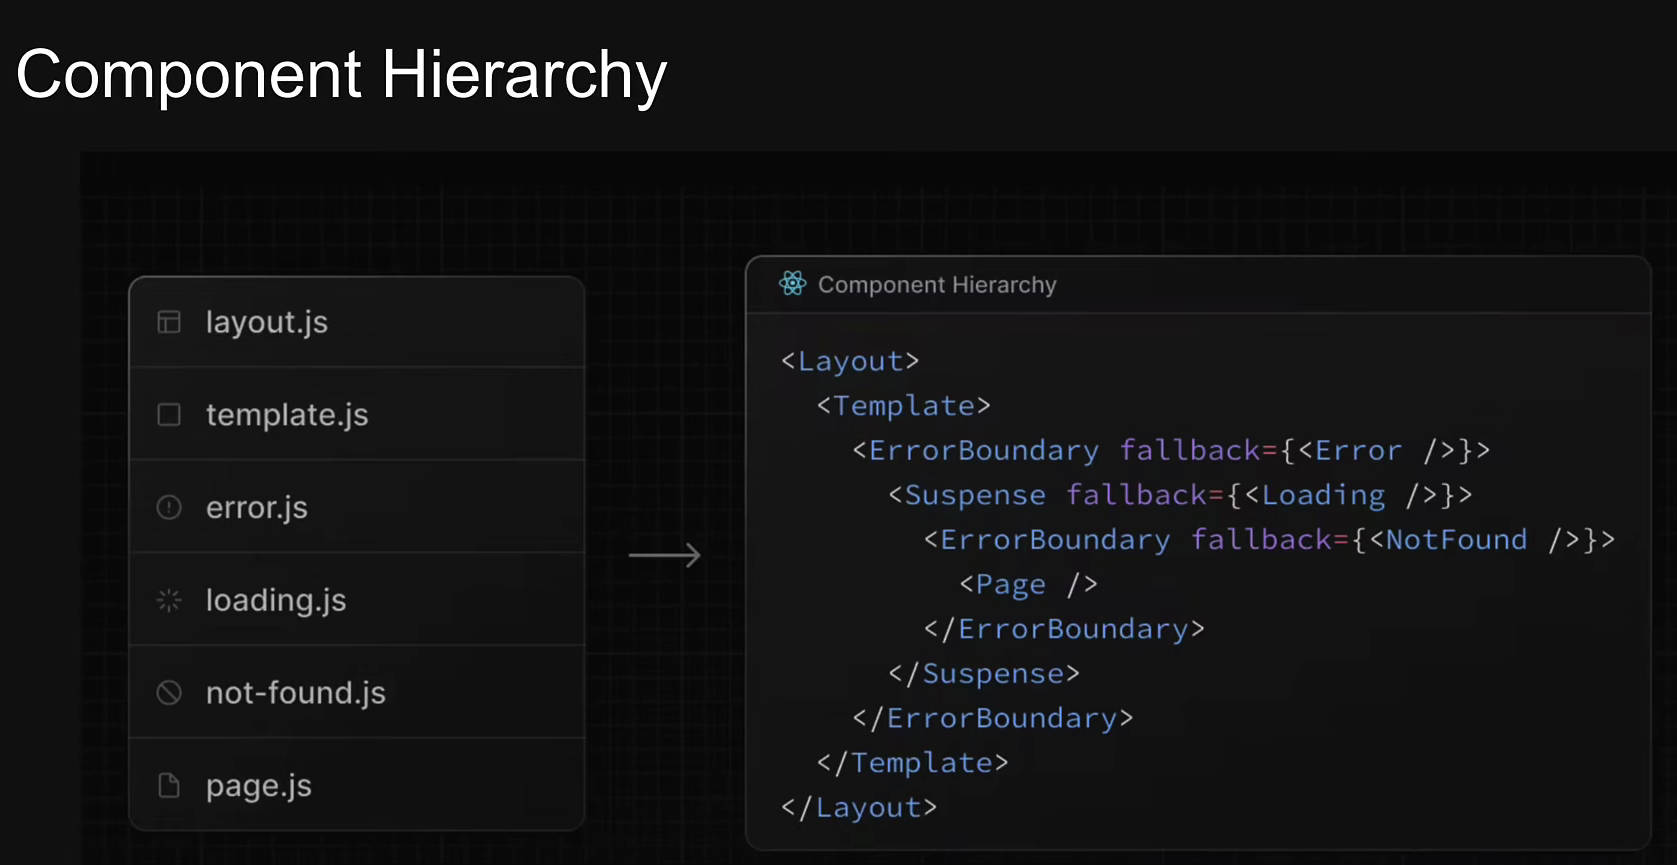 Component Hierarchy
layout.js
template.js
error.js
loading.js
not-found.js
page.js
Component Hierarchy
<Layout>
<Template>
<ErrorBoundary fallback={<Error />}>
<Suspense fallback={<Loading />}>
<ErrorBoundary fallback={<NotFound />}>
<Page />
</ErrorBoundary>
</Suspense>
</ErrorBoundary>
</Template>
</Layout>